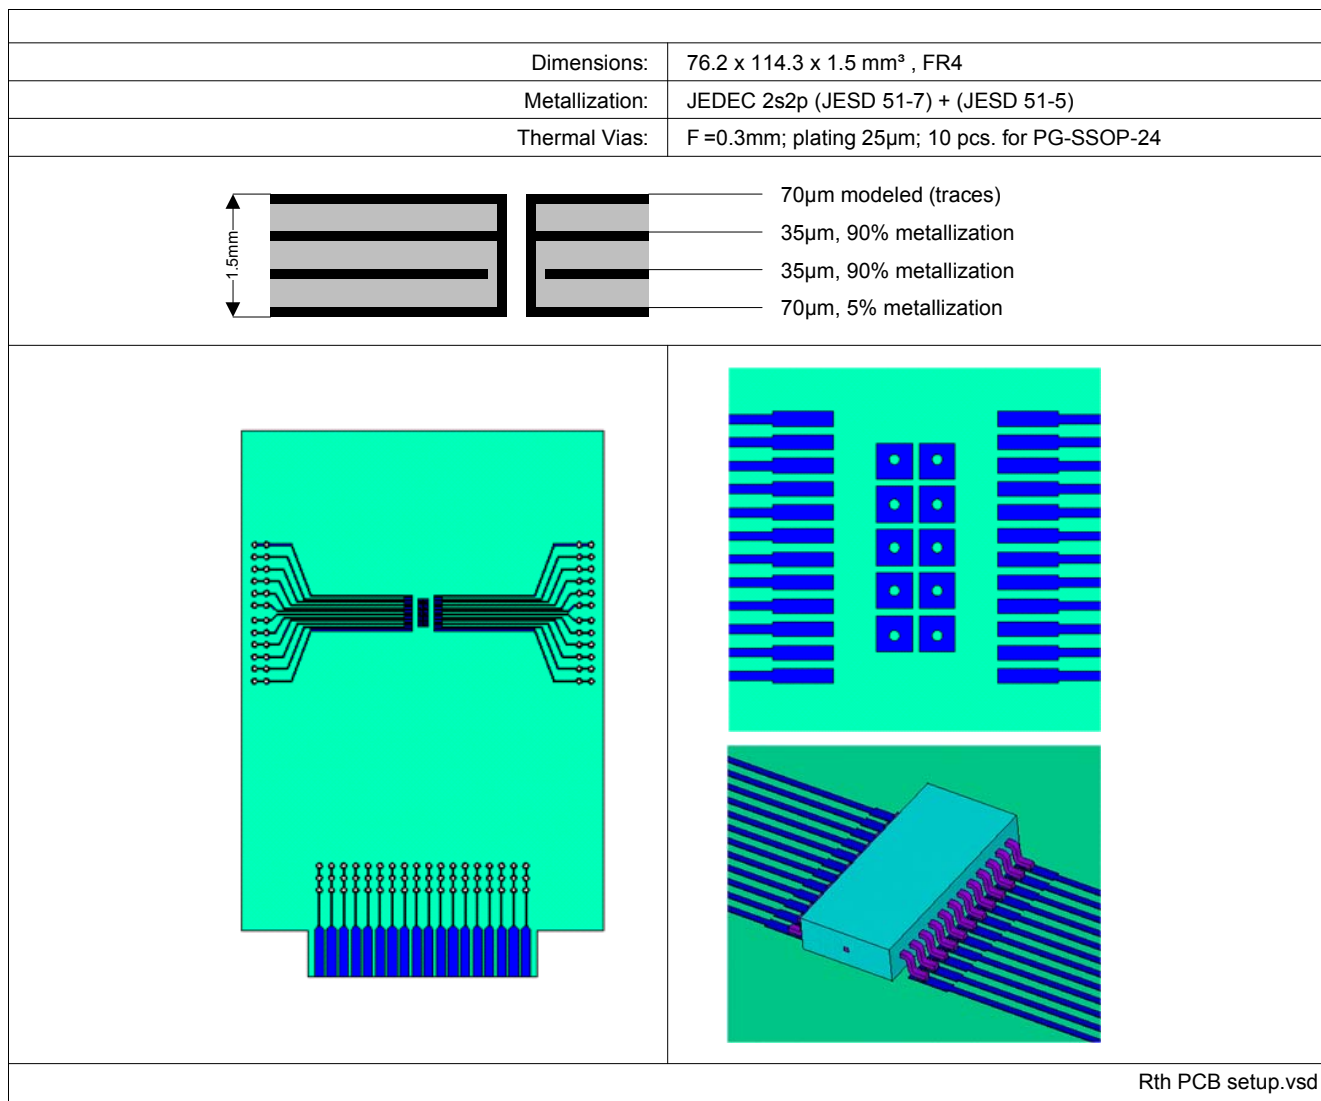 Dimensions: 76.2 x 114.3 x 1.5 mm³ , FR4
Metallization: JEDEC 2s2p (JESD 51-7) + (JESD 51-5)
Thermal Vias: F =0.3mm; plating 25µm; 10 pcs. for PG-SSOP-24
1.5mm
70µm modeled (traces)
35µm, 90% metallization
35µm, 90% metallization
70µm, 5% metallization
Rth PCB setup.vsd